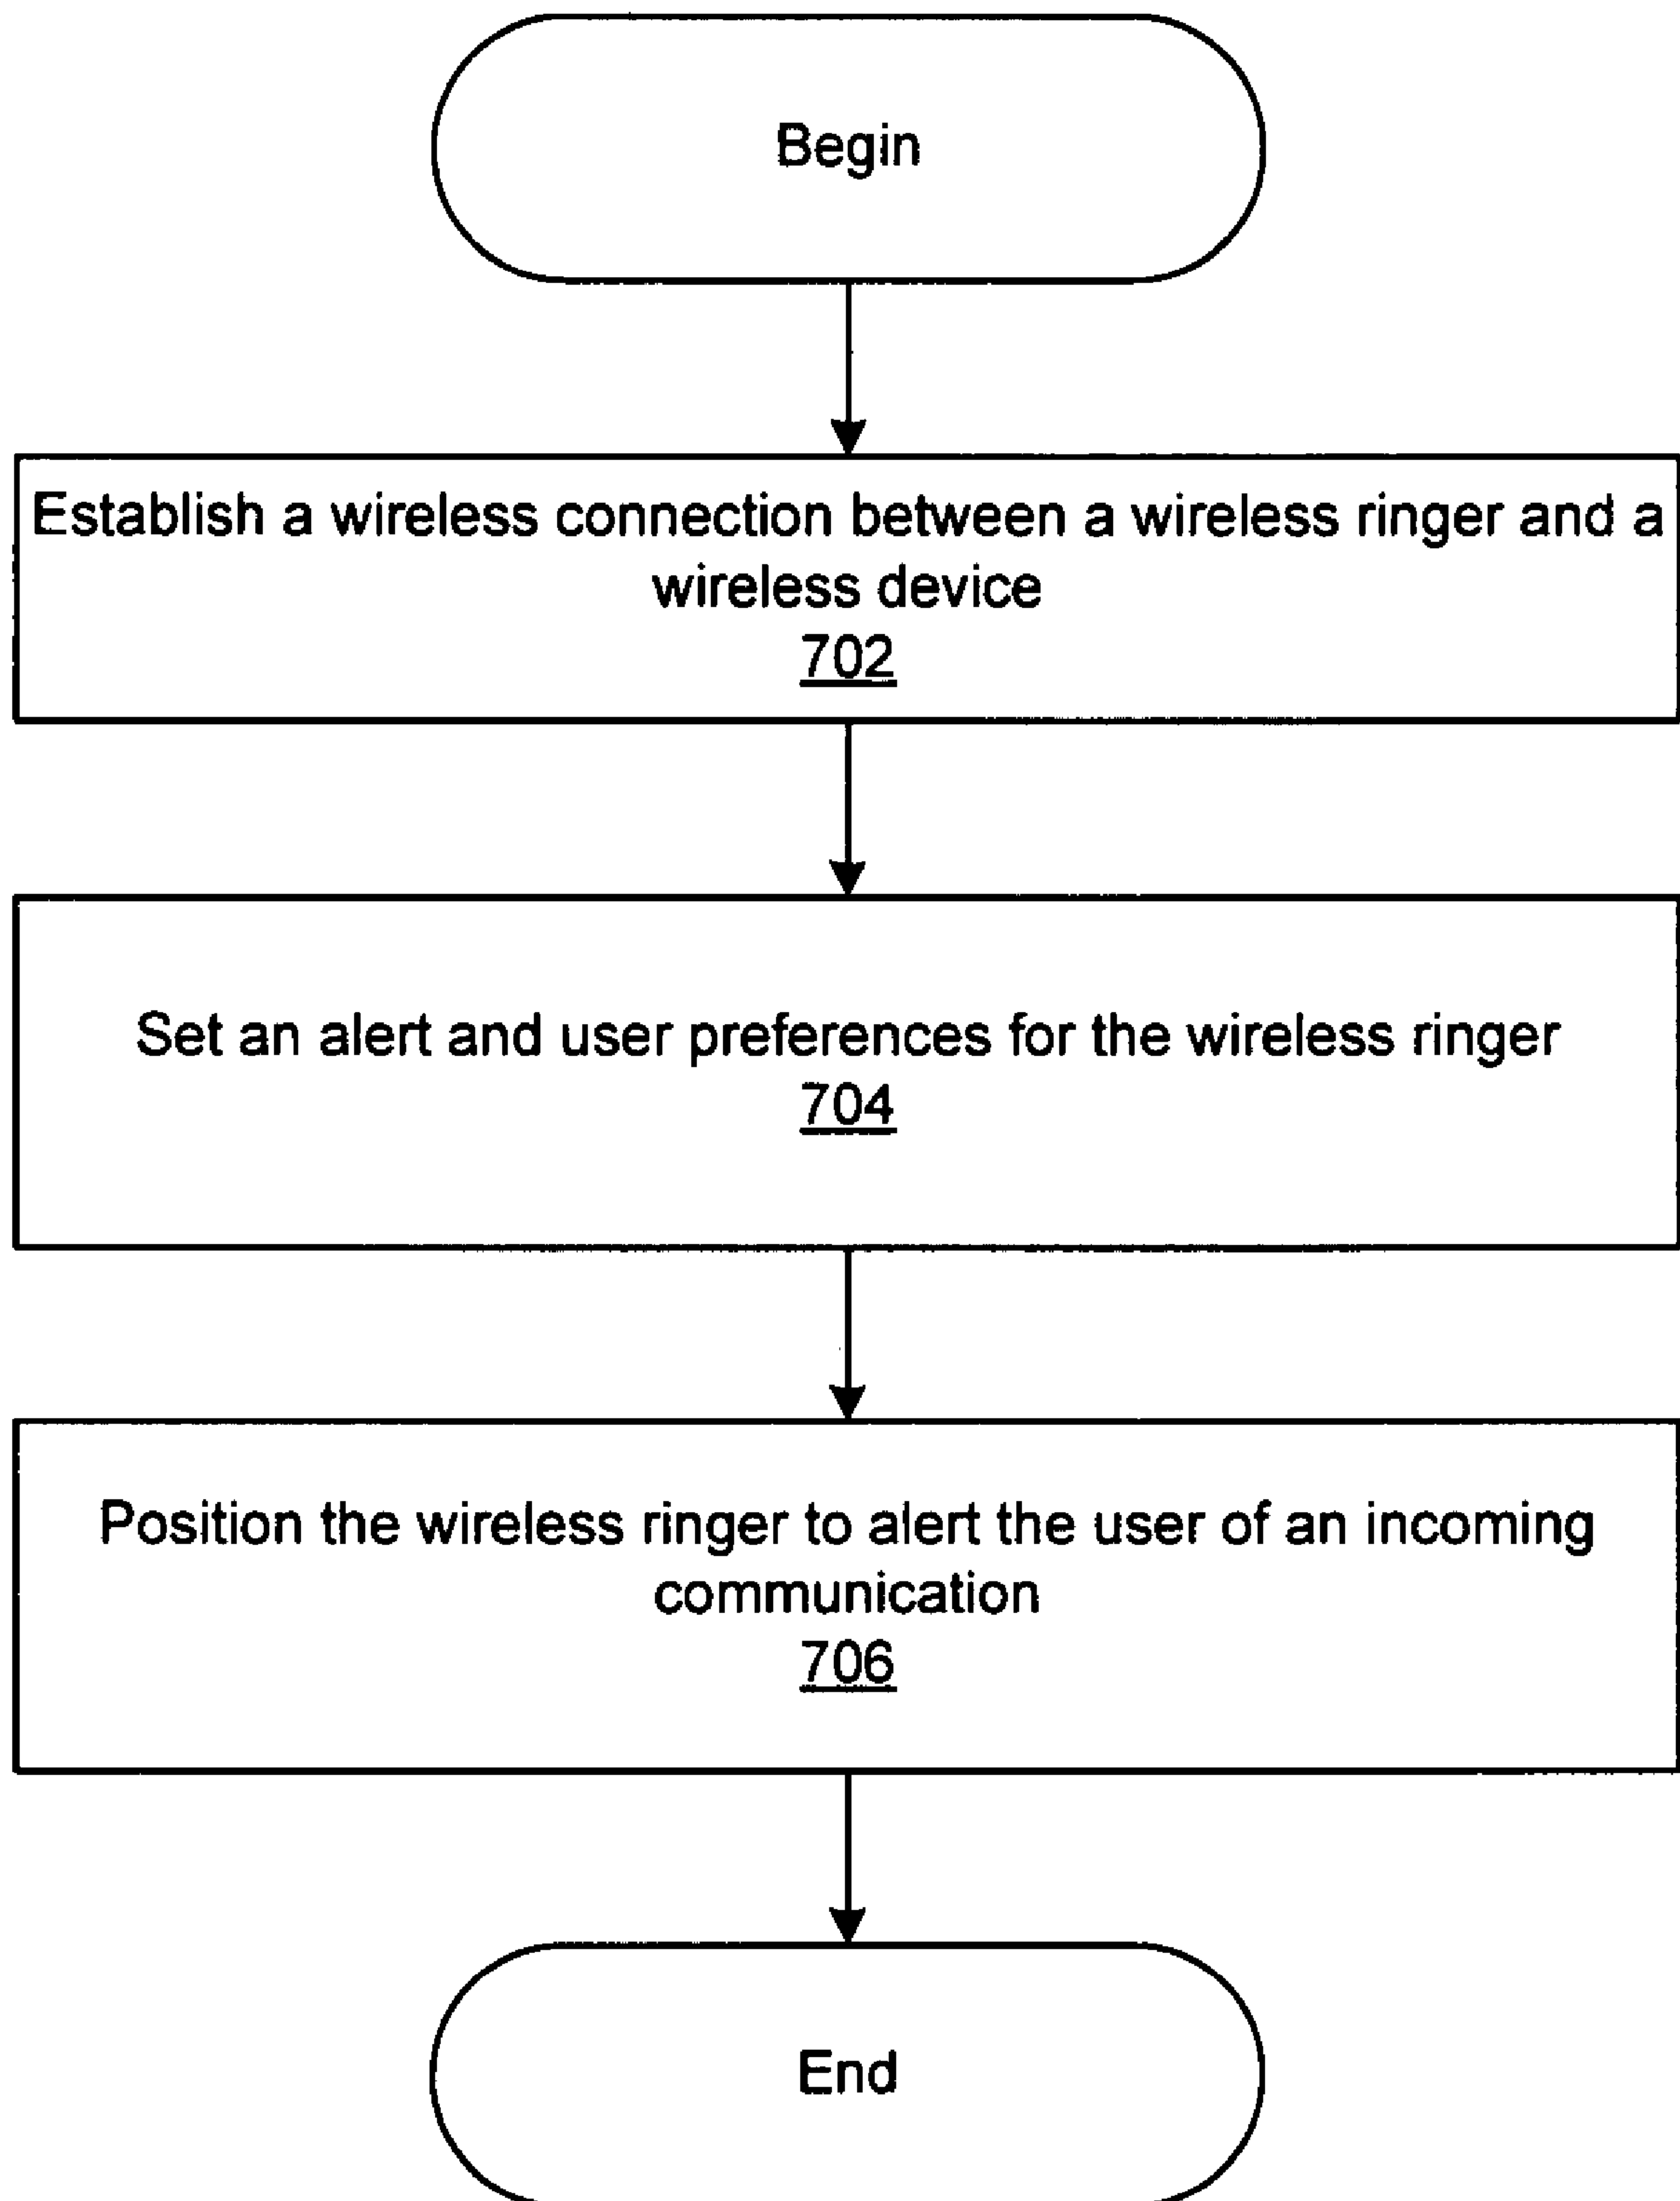 Begin
Establish a wireless connection between a wireless ringer and a
wireless device
702
Set an alert and user preferences for the wireless ringer
704
Position the wireless ringer to alert the user of an incoming
communication
706
End